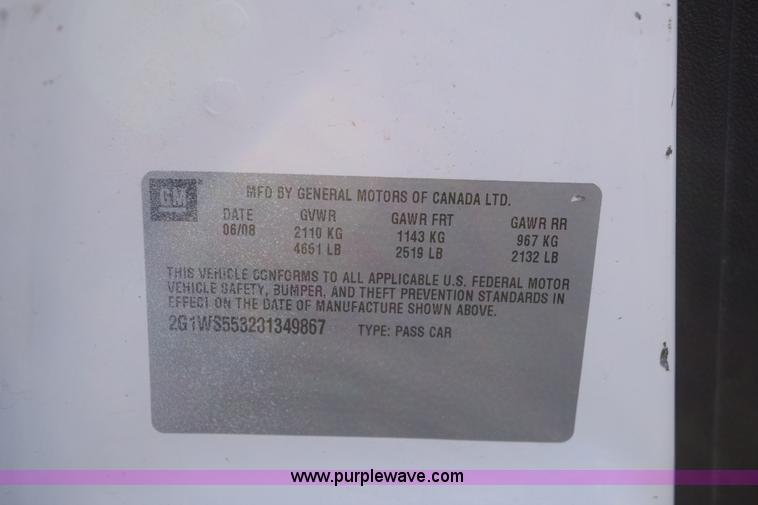 GM
MFD BY GENERAL MOTORS OF CANADA LTD.
DATE GVWR GAWR FRT GAWR RR
06/08 2110 KG 1143 KG 967 KG
4651 LB 2519 LB 2132 LB
THIS VEHICLE CONFORMS TO ALL APPLICABLE U.S. FEDERAL MOTOR
VEHICLE SAFETY, BUMPER, AND THEFT PREVENTION STANDARDS IN
EFFECT ON THE DATE OF MANUFACTURE SHOWN ABOVE.
2G1WS553231349867 TYPE: PASS CAR
www.purplewave.com